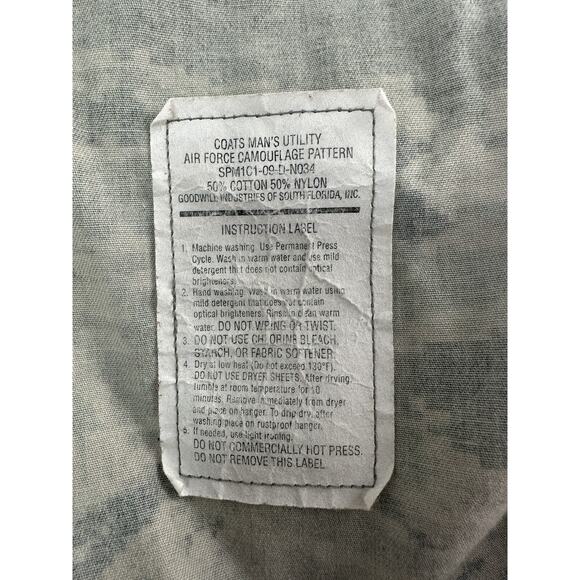 COATS MAN'S UTILITY
AIR FORCE CAMOUFLAGE PATTERN
SPM1C1-09-D-N034
50% COTTON 50% NYLON
GOODWILL INDUSTRIES OF SOUTH FLORIDA, INC.
INSTRUCTION LABEL
1. Machine washing. Use Permanent Press
Cycle. Wash in warm water and use mild
detergent that does not contain optical
brighteners.
2. Hand washing. Wash in warm water using
mild detergent that does not contain
optical brighteners. Rinse in clean warm
water. DO NOT WRING OR TWIST.
3. DO NOT USE CHLORINE BLEACH,
STARCH, OR FABRIC SOFTENER.
4. Dry at low heat (Do not exceed 130°F).
DO NOT USE DRYER SHEETS. After drying,
tumble at room temperature for 10
minutes. Remove immediately from dryer
and place on hanger. To drip dry, after
washing place on rustproof hanger.
5. If needed, use light ironing.
DO NOT COMMERCIALLY HOT PRESS.
DO NOT REMOVE THIS LABEL